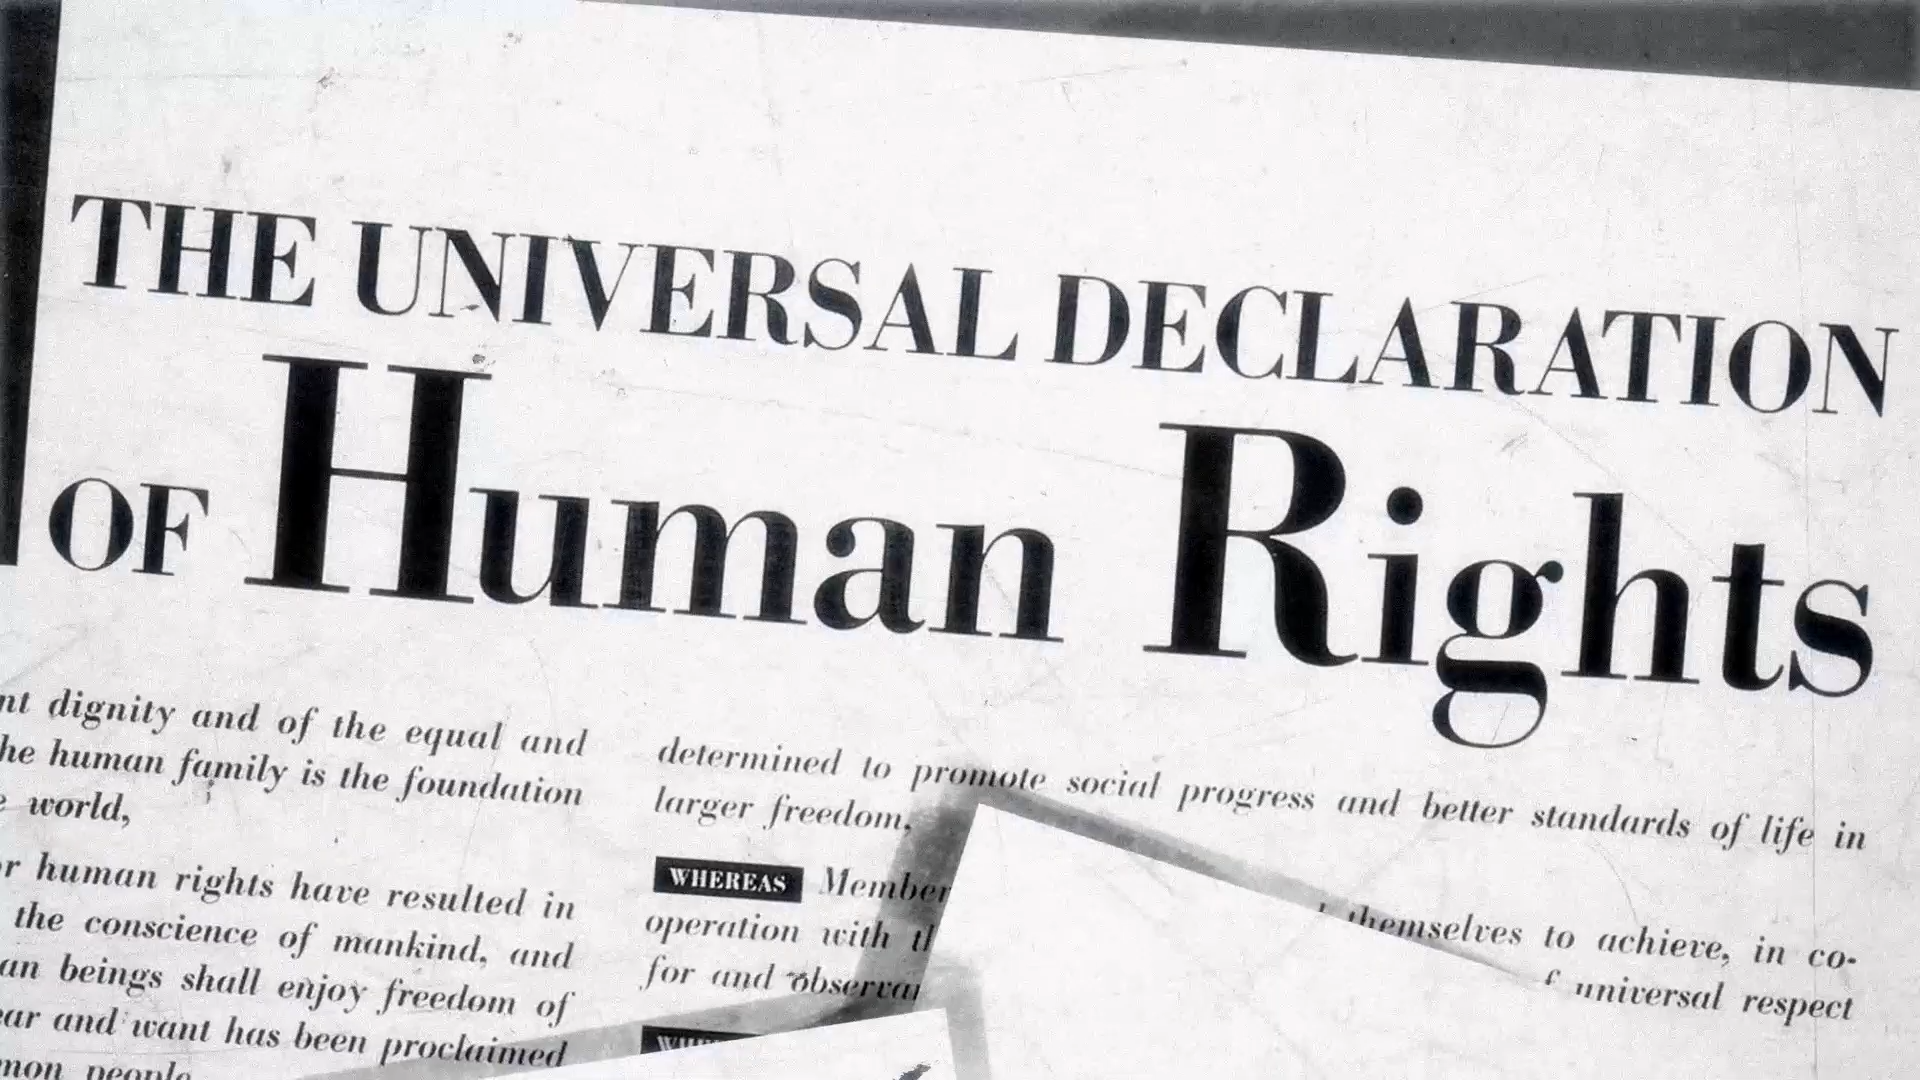 THE UNIVERSAL DECLARATION
OF Human Rights
dignity and of the equal and
human family is the foundation
world,
human rights have resulted in
the conscience of mankind, and
beings shall enjoy freedom of
and want has been proclaimed
people
determined to promote social progress and better standards of life in
larger freedom,
WHEREAS Member themselves to achieve, in co-
operation with universal respect
for and